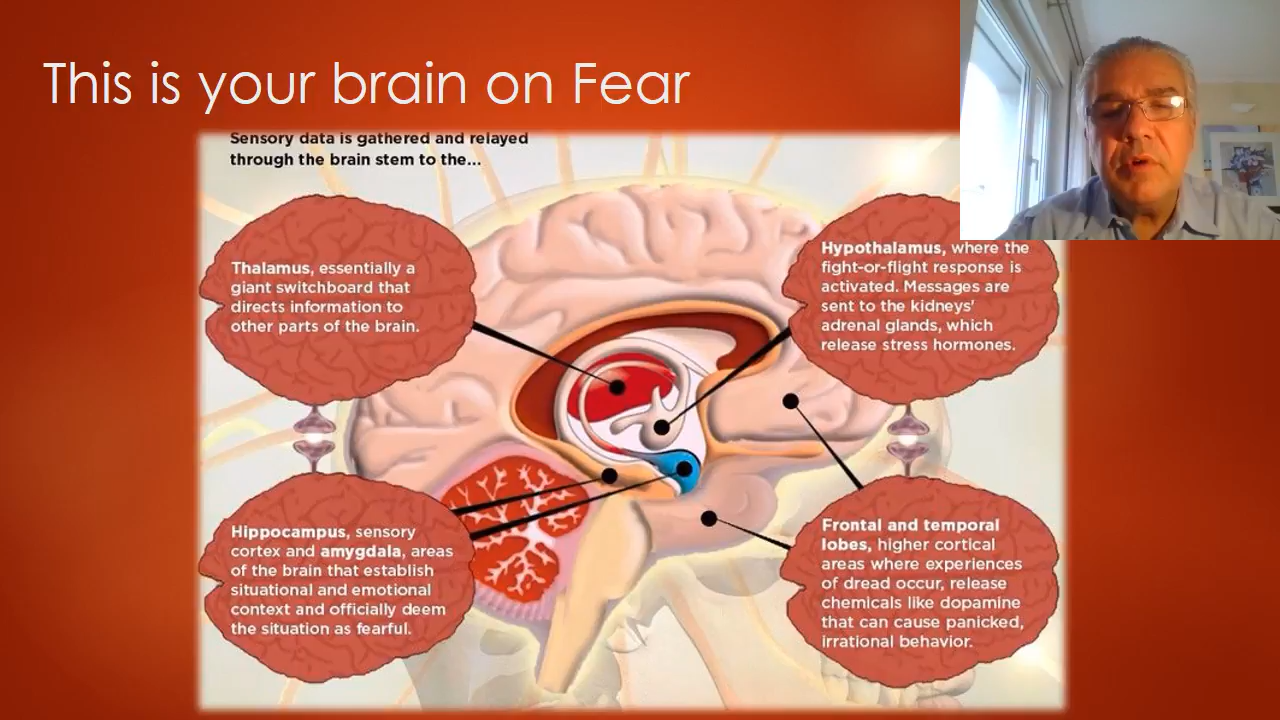 This is your brain on Fear
Sensory data is gathered and relayed
through the brain stem to the...
Thalamus, essentially a
giant switchboard that
directs information to
other parts of the brain.
Hypothalamus, where the
fight-or-flight response is
activated. Messages are
sent to the kidneys'
adrenal glands, which
release stress hormones.
Hippocampus, sensory
cortex and amygdala, areas
of the brain that establish
situational and emotional
context and officially deem
the situation as fearful.
Frontal and temporal
lobes, higher cortical
areas where experiences
of dread occur, release
chemicals like dopamine
that can cause panicked,
irrational behavior.